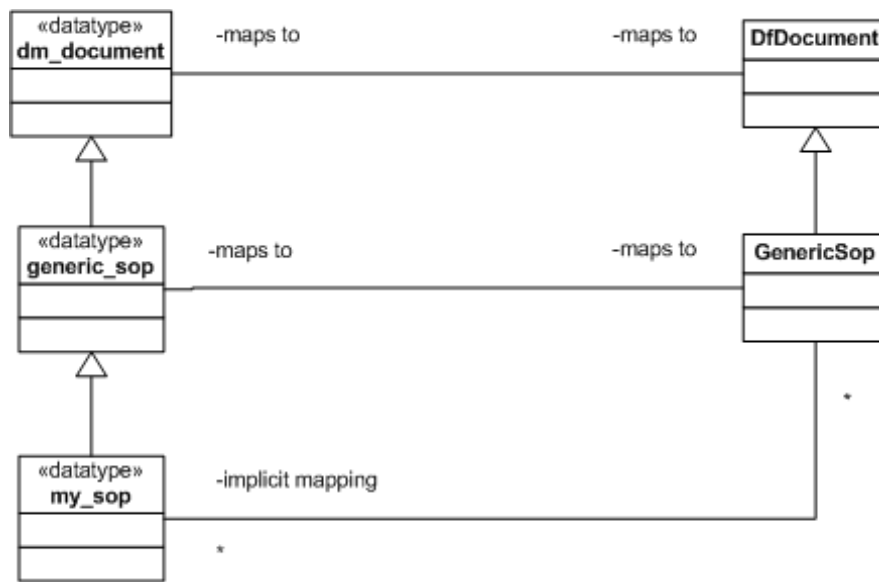 «datatype»
dm_document
-maps to
-maps to
DfDocument
«datatype»
generic_sop
-maps to
-maps to
GenericSop
*
«datatype»
my_sop
-implicit mapping
*